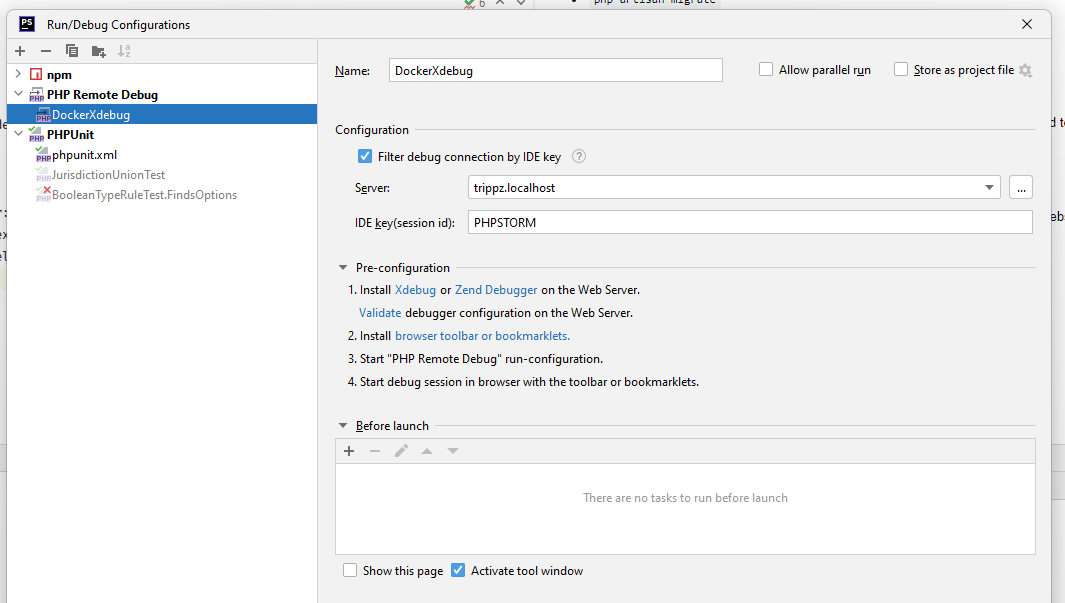 6
php artisan migrate
PS Run/Debug Configurations
npm
PHP Remote Debug
DockerXdebug
PHPUnit
phpunit.xml
JurisdictionUnionTest
BooleanTypeRuleTest.FindsOptions
Name: DockerXdebug Allow parallel run Store as project file
Configuration
Filter debug connection by IDE key ?
Server: trippz.localhost ...
IDE key(session id): PHPSTORM
Pre-configuration
1. Install Xdebug or Zend Debugger on the Web Server.
Validate debugger configuration on the Web Server.
2. Install browser toolbar or bookmarklets.
3. Start "PHP Remote Debug" run-configuration.
4. Start debug session in browser with the toolbar or bookmarklets.
Before launch
There are no tasks to run before launch
Show this page Activate tool window